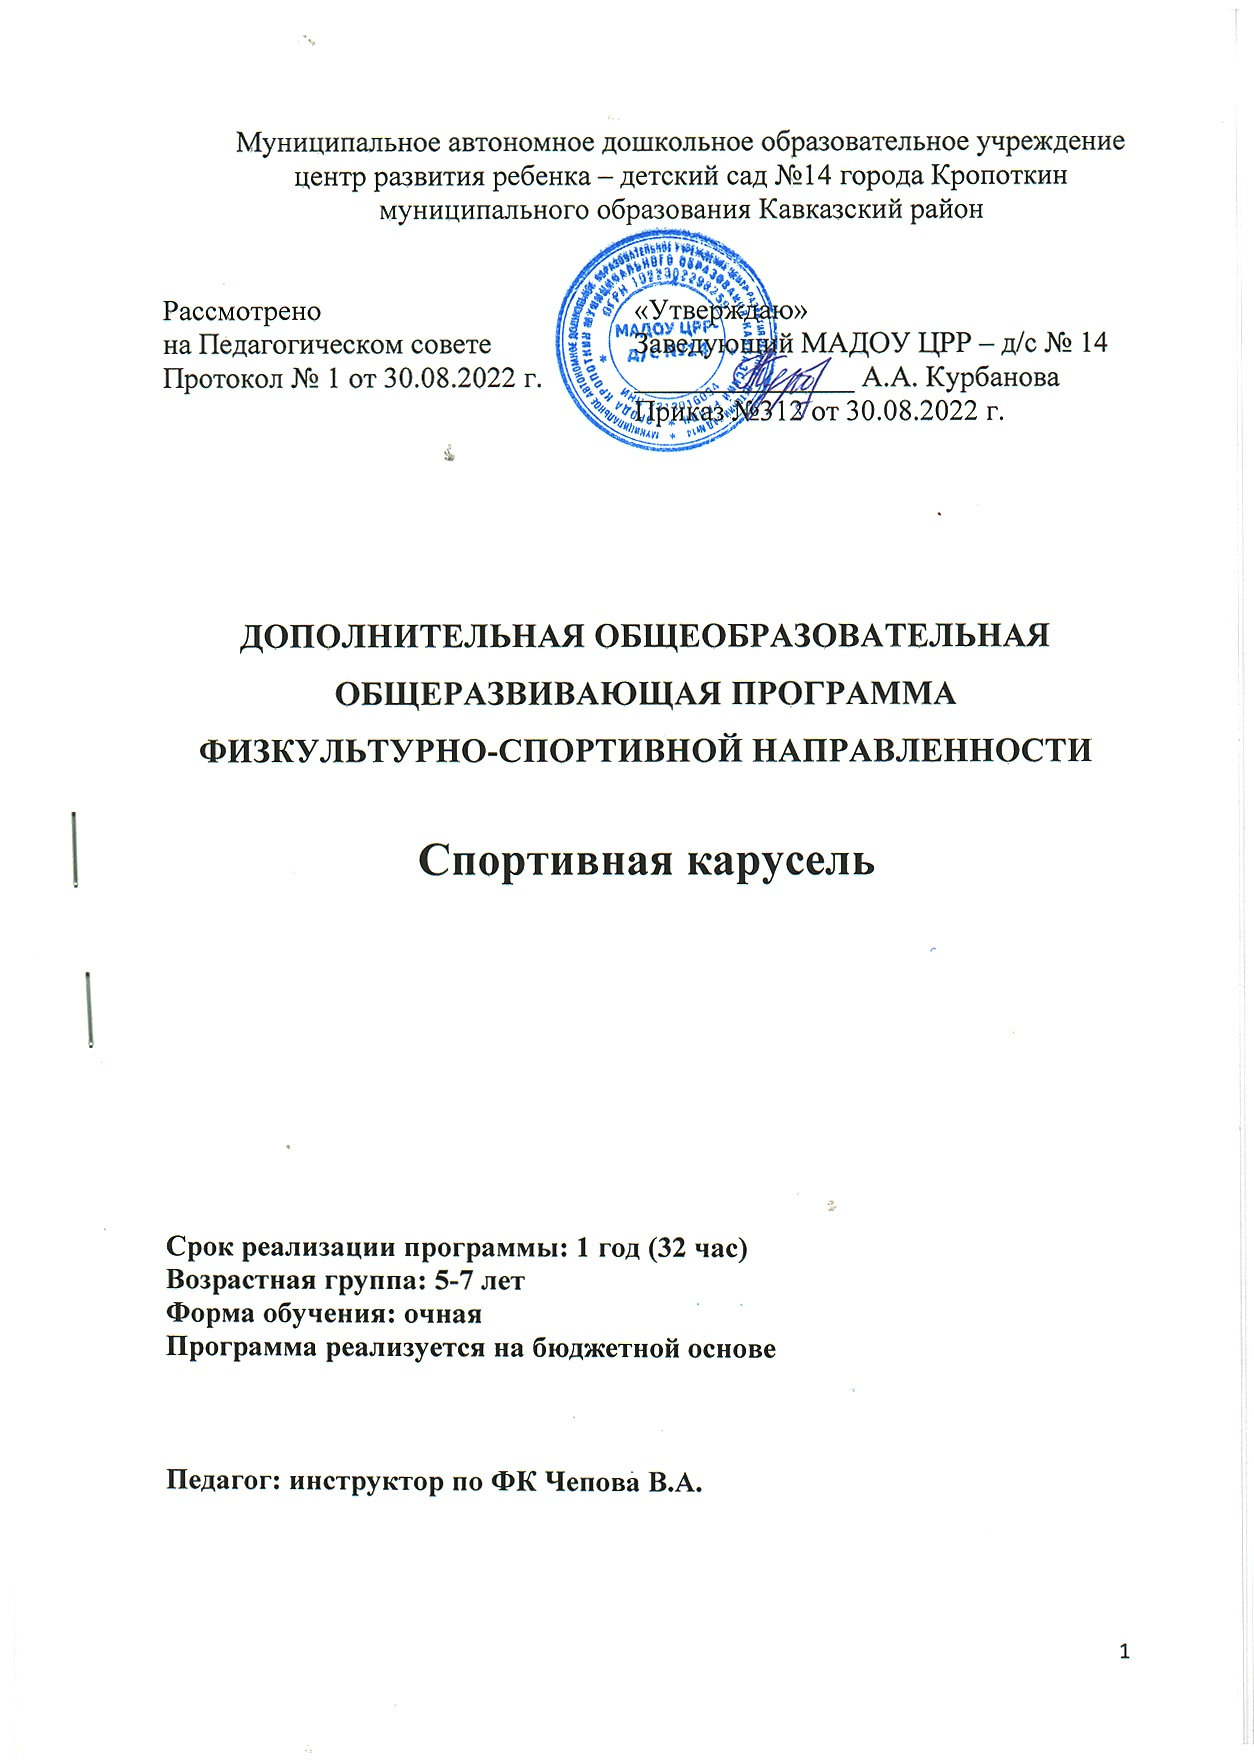 Муниципальное автономное дошкольное образовательное учреждение
центр развития ребенка – детский сад №14 города Кропоткин
муниципального образования Кавказский район
Рассмотрено
на Педагогическом совете
Протокол № 1 от 30.08.2022 г.
«Утверждаю»
Заведующий МАДОУ ЦРР – д/с № 14
________________ А.А. Курбанова
Приказ №312 от 30.08.2022 г.
МАДОУ ЦРР-
д/с №14
ДОПОЛНИТЕЛЬНАЯ ОБЩЕОБРАЗОВАТЕЛЬНАЯ
ОБЩЕРАЗВИВАЮЩАЯ ПРОГРАММА
ФИЗКУЛЬТУРНО-СПОРТИВНОЙ НАПРАВЛЕННОСТИ
Спортивная карусель
Срок реализации программы: 1 год (32 час)
Возрастная группа: 5-7 лет
Форма обучения: очная
Программа реализуется на бюджетной основе
Педагог: инструктор по ФК Чепова В.А.
1